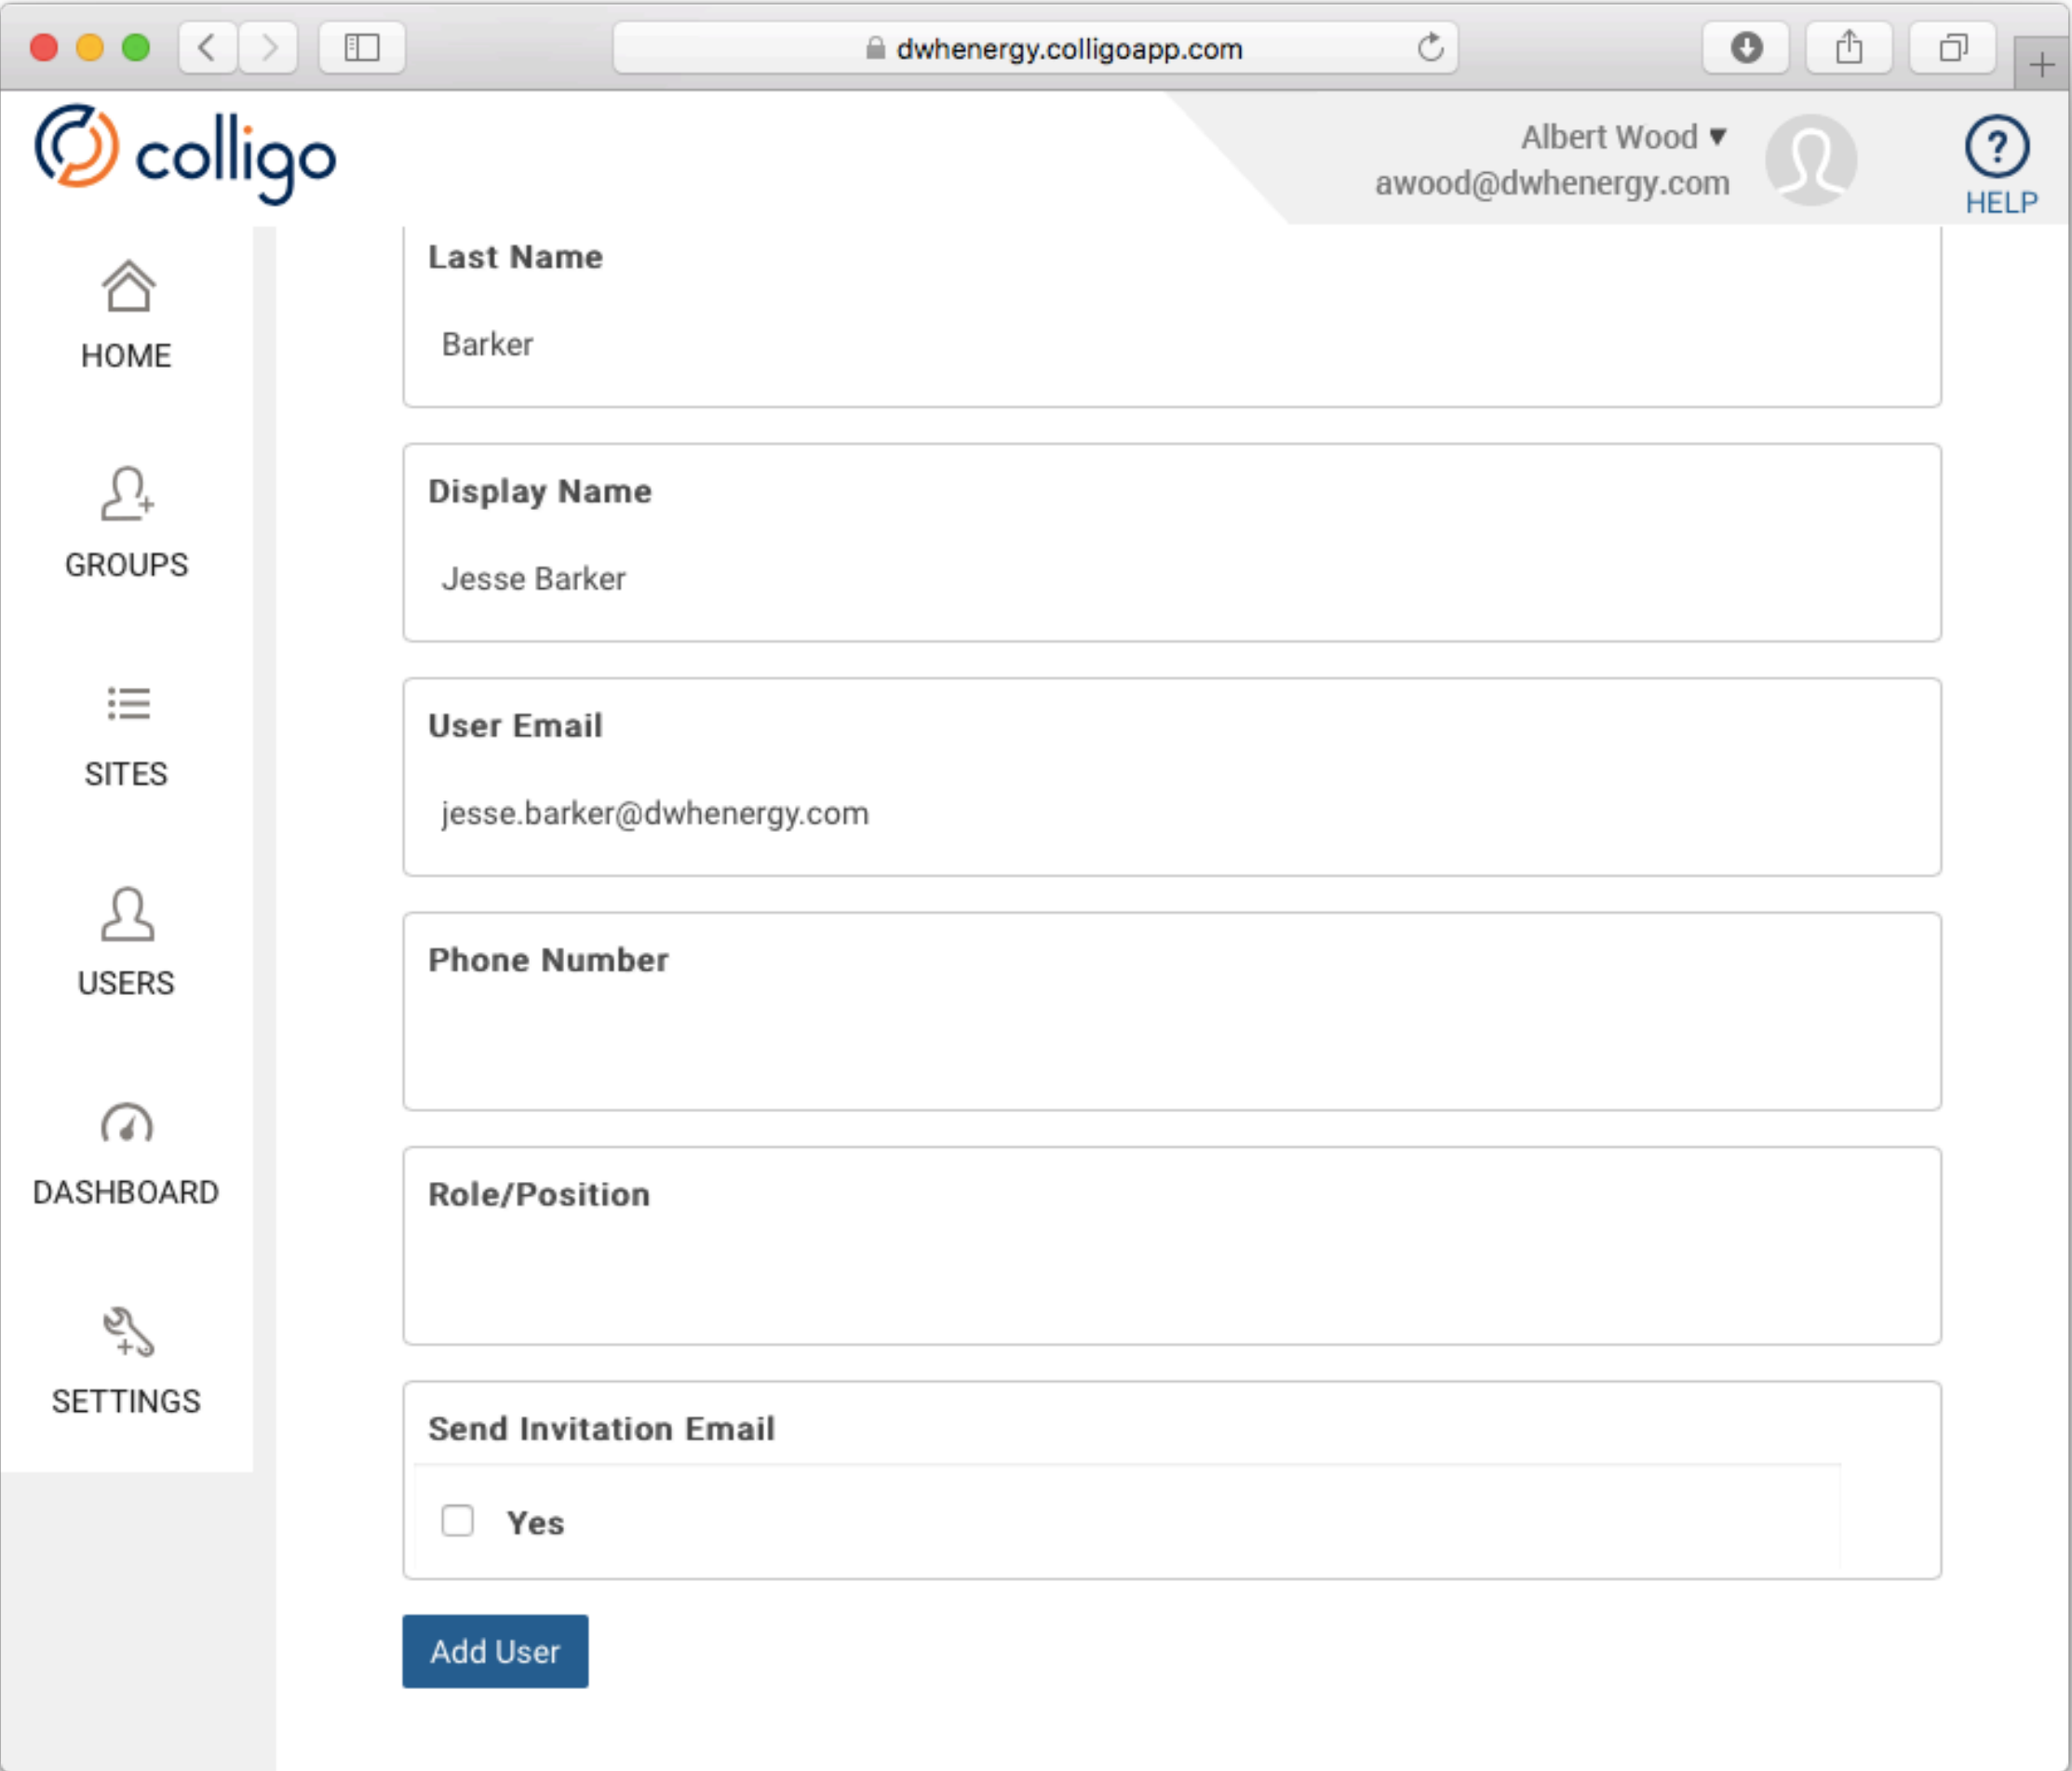 dwhenergy.colligoapp.com
colligo
Albert Wood ▼
awood@dwhenergy.com
?
HELP
HOME
GROUPS
SITES
USERS
DASHBOARD
SETTINGS
Last Name
Barker
Display Name
Jesse Barker
User Email
jesse.barker@dwhenergy.com
Phone Number
Role/Position
Send Invitation Email
Yes
Add User